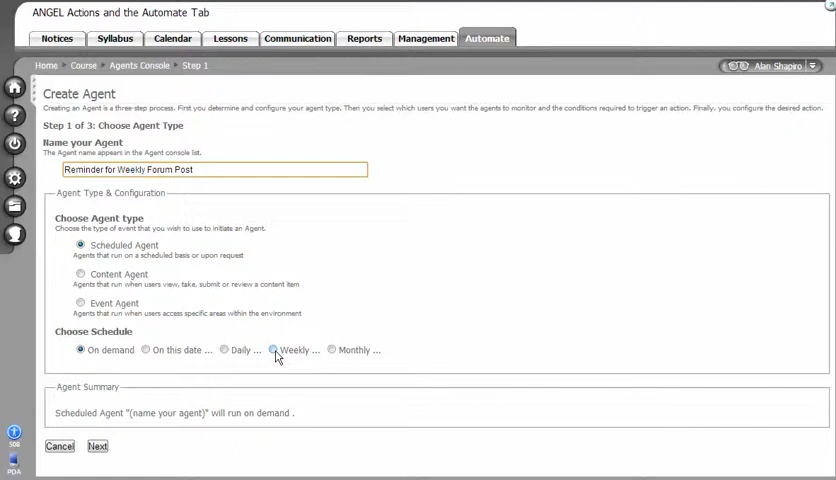 ANGEL Actions and the Automate Tab
Notices Syllabus Calendar Lessons Communication Reports Management Automate
Home Course Agents Console Step 1 Alan Shapiro
Create Agent
Creating an Agent is a three-step process. First you determine and configure your agent type. Then you select which users you want the agents to monitor and the conditions required to trigger an action. Finally, you configure the desired action.
Step 1 of 3: Choose Agent Type
Name your Agent
The Agent name appears in the Agent console list.
Reminder for Weekly Forum Post
Agent Type & Configuration
Choose Agent type
Choose the type of event that you wish to use to initiate an Agent.
Scheduled Agent
Agents that run on a scheduled basis or upon request
Content Agent
Agents that run when users view, take, submit or review a content item
Event Agent
Agents that run when users access specific areas within the environment
Choose Schedule
On demand On this date ... Daily ... Weekly ... Monthly ...
Agent Summary
Scheduled Agent "(name your agent)" will run on demand .
Cancel Next
508
PDA